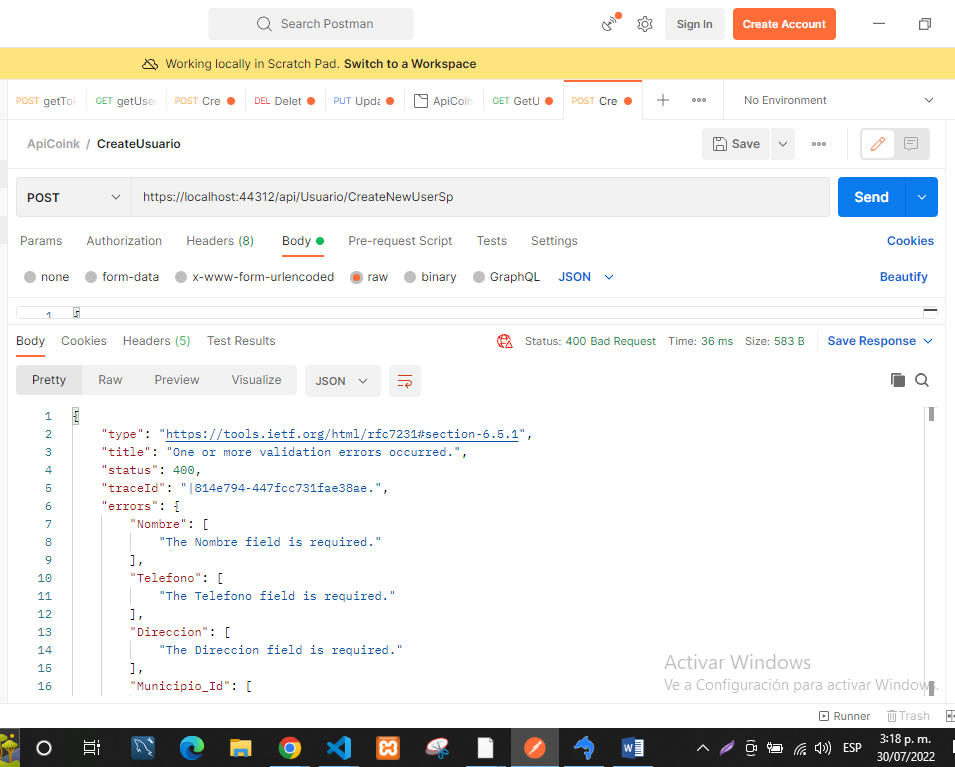 Search Postman
Sign In
Create Account
Working locally in Scratch Pad. Switch to a Workspace
POST getTo
GET getUse
POST Cre
DEL Delet
PUT Upda
ApiCoin
GET GetU
POST Cre
No Environment
ApiCoink / CreateUsuario
Save
POST
https://localhost:44312/api/Usuario/CreateNewUserSp
Send
Params Authorization Headers (8) Body Pre-request Script Tests Settings Cookies
none form-data x-www-form-urlencoded raw binary GraphQL JSON Beautify
1 {
Body Cookies Headers (5) Test Results Status: 400 Bad Request Time: 36 ms Size: 583 B Save Response
Pretty Raw Preview Visualize JSON
1 {
2 "type": "https://tools.ietf.org/html/rfc7231#section-6.5.1",
3 "title": "One or more validation errors occurred.",
4 "status": 400,
5 "traceId": "|814e794-447fcc731fae38ae.",
6 "errors": {
7 "Nombre": [
8 "The Nombre field is required."
9 ],
10 "Telefono": [
11 "The Telefono field is required."
12 ],
13 "Direccion": [
14 "The Direccion field is required."
15 ],
16 "Municipio_Id": [
Activar Windows
Ve a Configuración para activar Windows.
Runner Trash
ESP
3:18 p. m.
30/07/2022